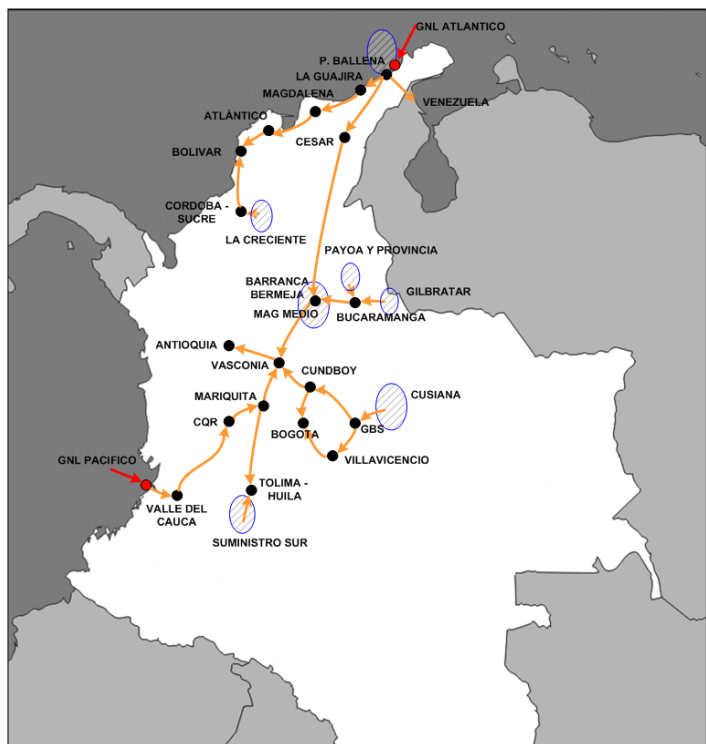 GNL ATLANTICO
P. BALLENA
LA GUAJIRA
MAGDALENA
VENEZUELA
ATLÁNTICO
CESAR
BOLIVAR
CORDOBA -
SUCRE
LA CRECIENTE
PAYOA Y PROVINCIA
BARRANCA
BERMEJA
MAG MEDIO
GILBRATAR
BUCARAMANGA
ANTIOQUIA
VASCONIA
CUNDBOY
MARIQUITA
CUSIANA
CQR
BOGOTA
GBS
VILLAVICENCIO
GNL PACIFICO
TOLIMA -
HUILA
VALLE DEL
CAUCA
SUMINISTRO SUR